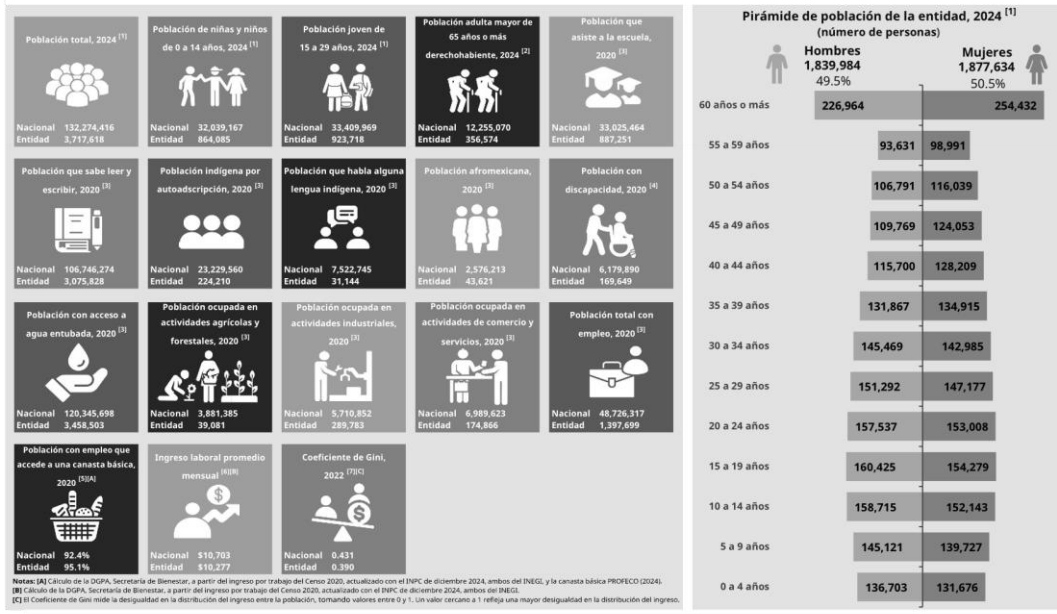 Población total, 2024 [1]
Nacional 132,274,416
Entidad 3,717,618
Población de niñas y niños
de 0 a 14 años, 2024 [1]
Nacional 32,039,167
Entidad 864,085
Población joven de
15 a 29 años, 2024 [1]
Nacional 33,409,969
Entidad 923,718
Población adulta mayor de
65 años o más
derechohabiente, 2024 [2]
Nacional 12,255,070
Entidad 356,574
Población que
asiste a la escuela,
2020 [3]
Nacional 33,025,464
Entidad 887,251
Población que sabe leer y
escribir, 2020 [3]
Nacional 106,746,274
Entidad 3,075,828
Población indígena por
autoadscripción, 2020 [3]
Nacional 23,229,560
Entidad 224,210
Población que habla alguna
lengua indígena, 2020 [3]
Nacional 7,522,745
Entidad 31,144
Población afromexicana,
2020 [3]
Nacional 2,576,213
Entidad 43,621
Población con
discapacidad, 2020 [4]
Nacional 6,179,890
Entidad 169,649
Población con acceso a
agua entubada, 2020 [3]
Nacional 120,345,698
Entidad 3,458,503
Población ocupada en
actividades agrícolas y
forestales, 2020 [3]
Nacional 3,881,385
Entidad 39,081
Población ocupada en
actividades industriales,
2020 [3]
Nacional 5,710,852
Entidad 289,783
Población ocupada en
actividades de comercio y
servicios, 2020 [3]
Nacional 6,989,623
Entidad 174,866
Población total con
empleo, 2020 [3]
Nacional 48,726,317
Entidad 1,397,699
Población con empleo que
accede a una canasta básica,
2020 [5][A]
Nacional 92.4%
Entidad 95.1%
Ingreso laboral promedio
mensual [6][B]
Nacional $10,703
Entidad $10,277
Coeficiente de Gini,
2022 [7][C]
Nacional 0.431
Entidad 0.390
Notas: [A] Cálculo de la DGPA, Secretaría de Bienestar, a partir del ingreso por trabajo del Censo 2020, actualizado con el INPC de diciembre 2024, ambos del INEGI, y la canasta básica PROFECO (2024).
[B] Cálculo de la DGPA, Secretaría de Bienestar, a partir del ingreso por trabajo del Censo 2020, actualizado con el INPC de diciembre 2024, ambos del INEGI.
[C] El Coeficiente de Gini mide la desigualdad en la distribución del ingreso entre la población, tomando valores entre 0 y 1. Un valor cercano a 1 refleja una mayor desigualdad en la distribución del ingreso.
Pirámide de población de la entidad, 2024 [1]
(número de personas)
Hombres
1,839,984
49.5%
Mujeres
1,877,634
50.5%
60 años o más 226,964 254,432
55 a 59 años 93,631 98,991
50 a 54 años 106,791 116,039
45 a 49 años 109,769 124,053
40 a 44 años 115,700 128,209
35 a 39 años 131,867 134,915
30 a 34 años 145,469 142,985
25 a 29 años 151,292 147,177
20 a 24 años 157,537 153,008
15 a 19 años 160,425 154,279
10 a 14 años 158,715 152,143
5 a 9 años 145,121 139,727
0 a 4 años 136,703 131,676